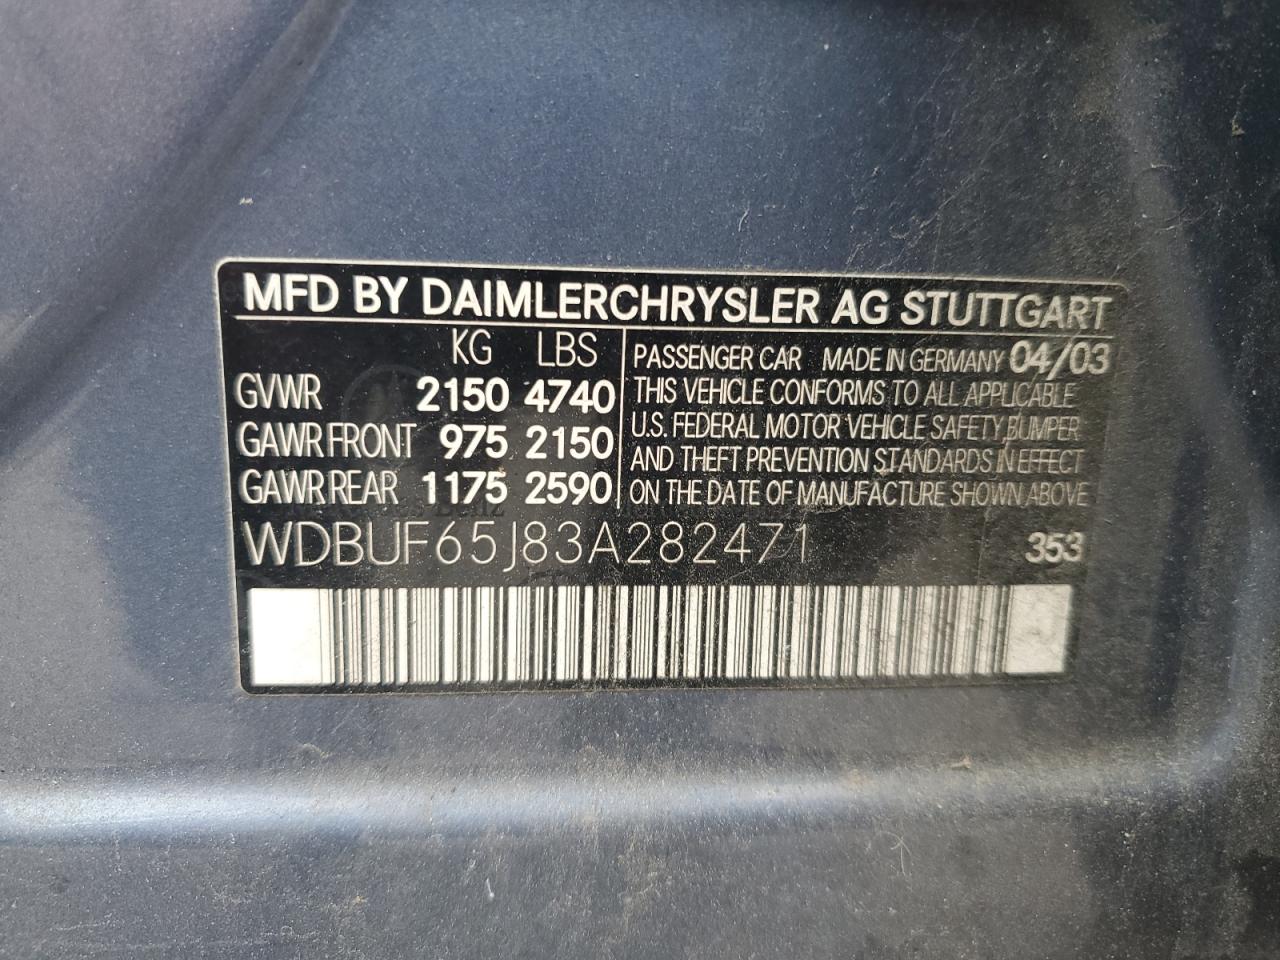 MFD BY DAIMLERCHRYSLER AG STUTTGART
KG LBS
GVWR 2150 4740
GAWR FRONT 975 2150
GAWR REAR 1175 2590
PASSENGER CAR MADE IN GERMANY 04/03
THIS VEHICLE CONFORMS TO ALL APPLICABLE
U.S. FEDERAL MOTOR VEHICLE SAFETY, BUMPER
AND THEFT PREVENTION STANDARDS IN EFFECT
ON THE DATE OF MANUFACTURE SHOWN ABOVE
WDBUF65J83A282471 353